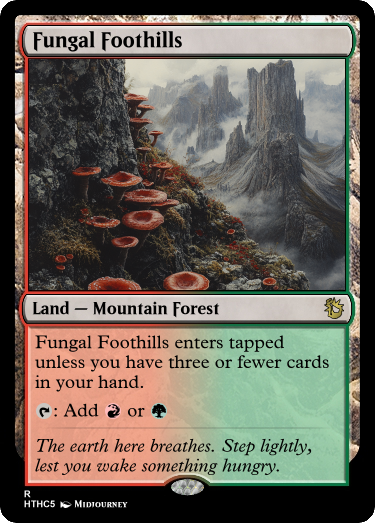 Fungal Foothills
Land — Mountain Forest
Fungal Foothills enters tapped
unless you have three or fewer cards
in your hand.
: Add or
The earth here breathes. Step lightly,
lest you wake something hungry.
R
HTHC5 Midjourney